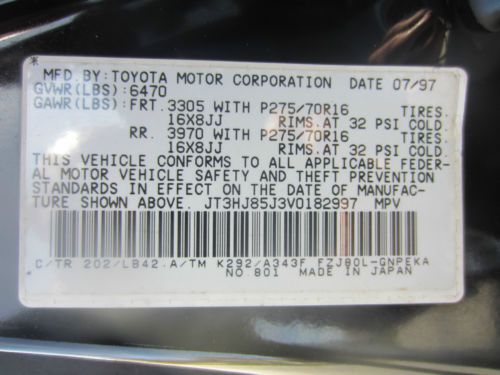 MFD.BY:TOYOTA MOTOR CORPORATION DATE 07/97
GVWR(LBS):6470
GAWR(LBS):FRT. 3305 WITH P275/70R16 TIRES.
16X8JJ RIMS.AT 32 PSI COLD.
RR. 3970 WITH P275/70R16 TIRES.
16X8JJ RIMS.AT 32 PSI COLD.
THIS VEHICLE CONFORMS TO ALL APPLICABLE FEDER-
AL MOTOR VEHICLE SAFETY AND THEFT PREVENTION
STANDARDS IN EFFECT ON THE DATE OF MANUFAC-
TURE SHOWN ABOVE. JT3HJ85J3V0182997 MPV
C/TR 202/LB42.A/TM K292/A343F FZJ80L-GNPEKA
NO.801 MADE IN JAPAN